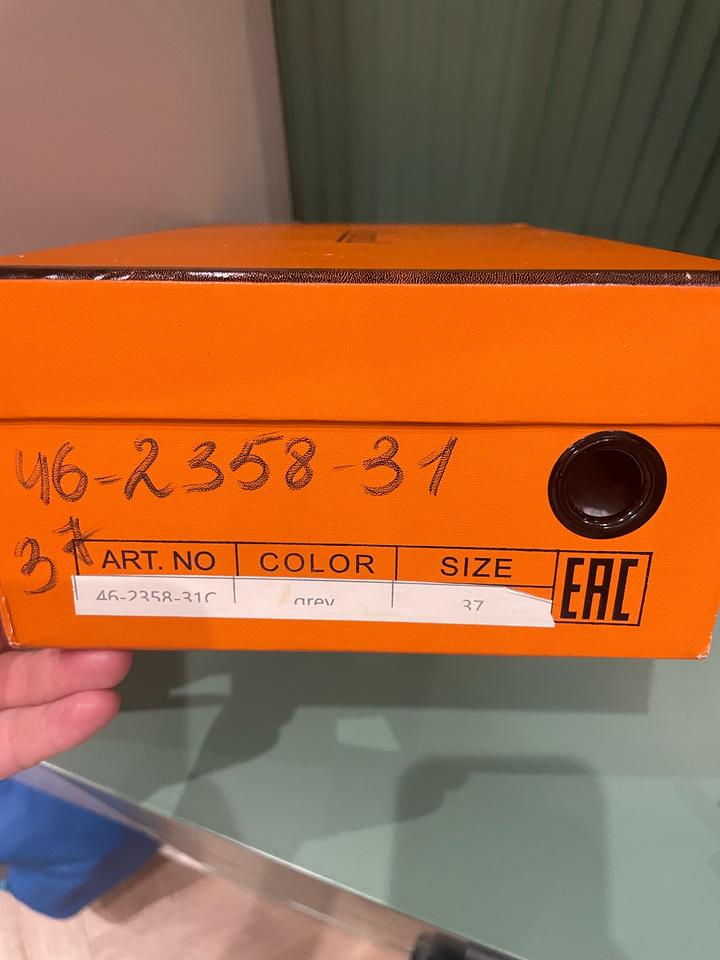 46-2358-31
37
ART. NO COLOR SIZE EAC
46-2358-31C grey 37